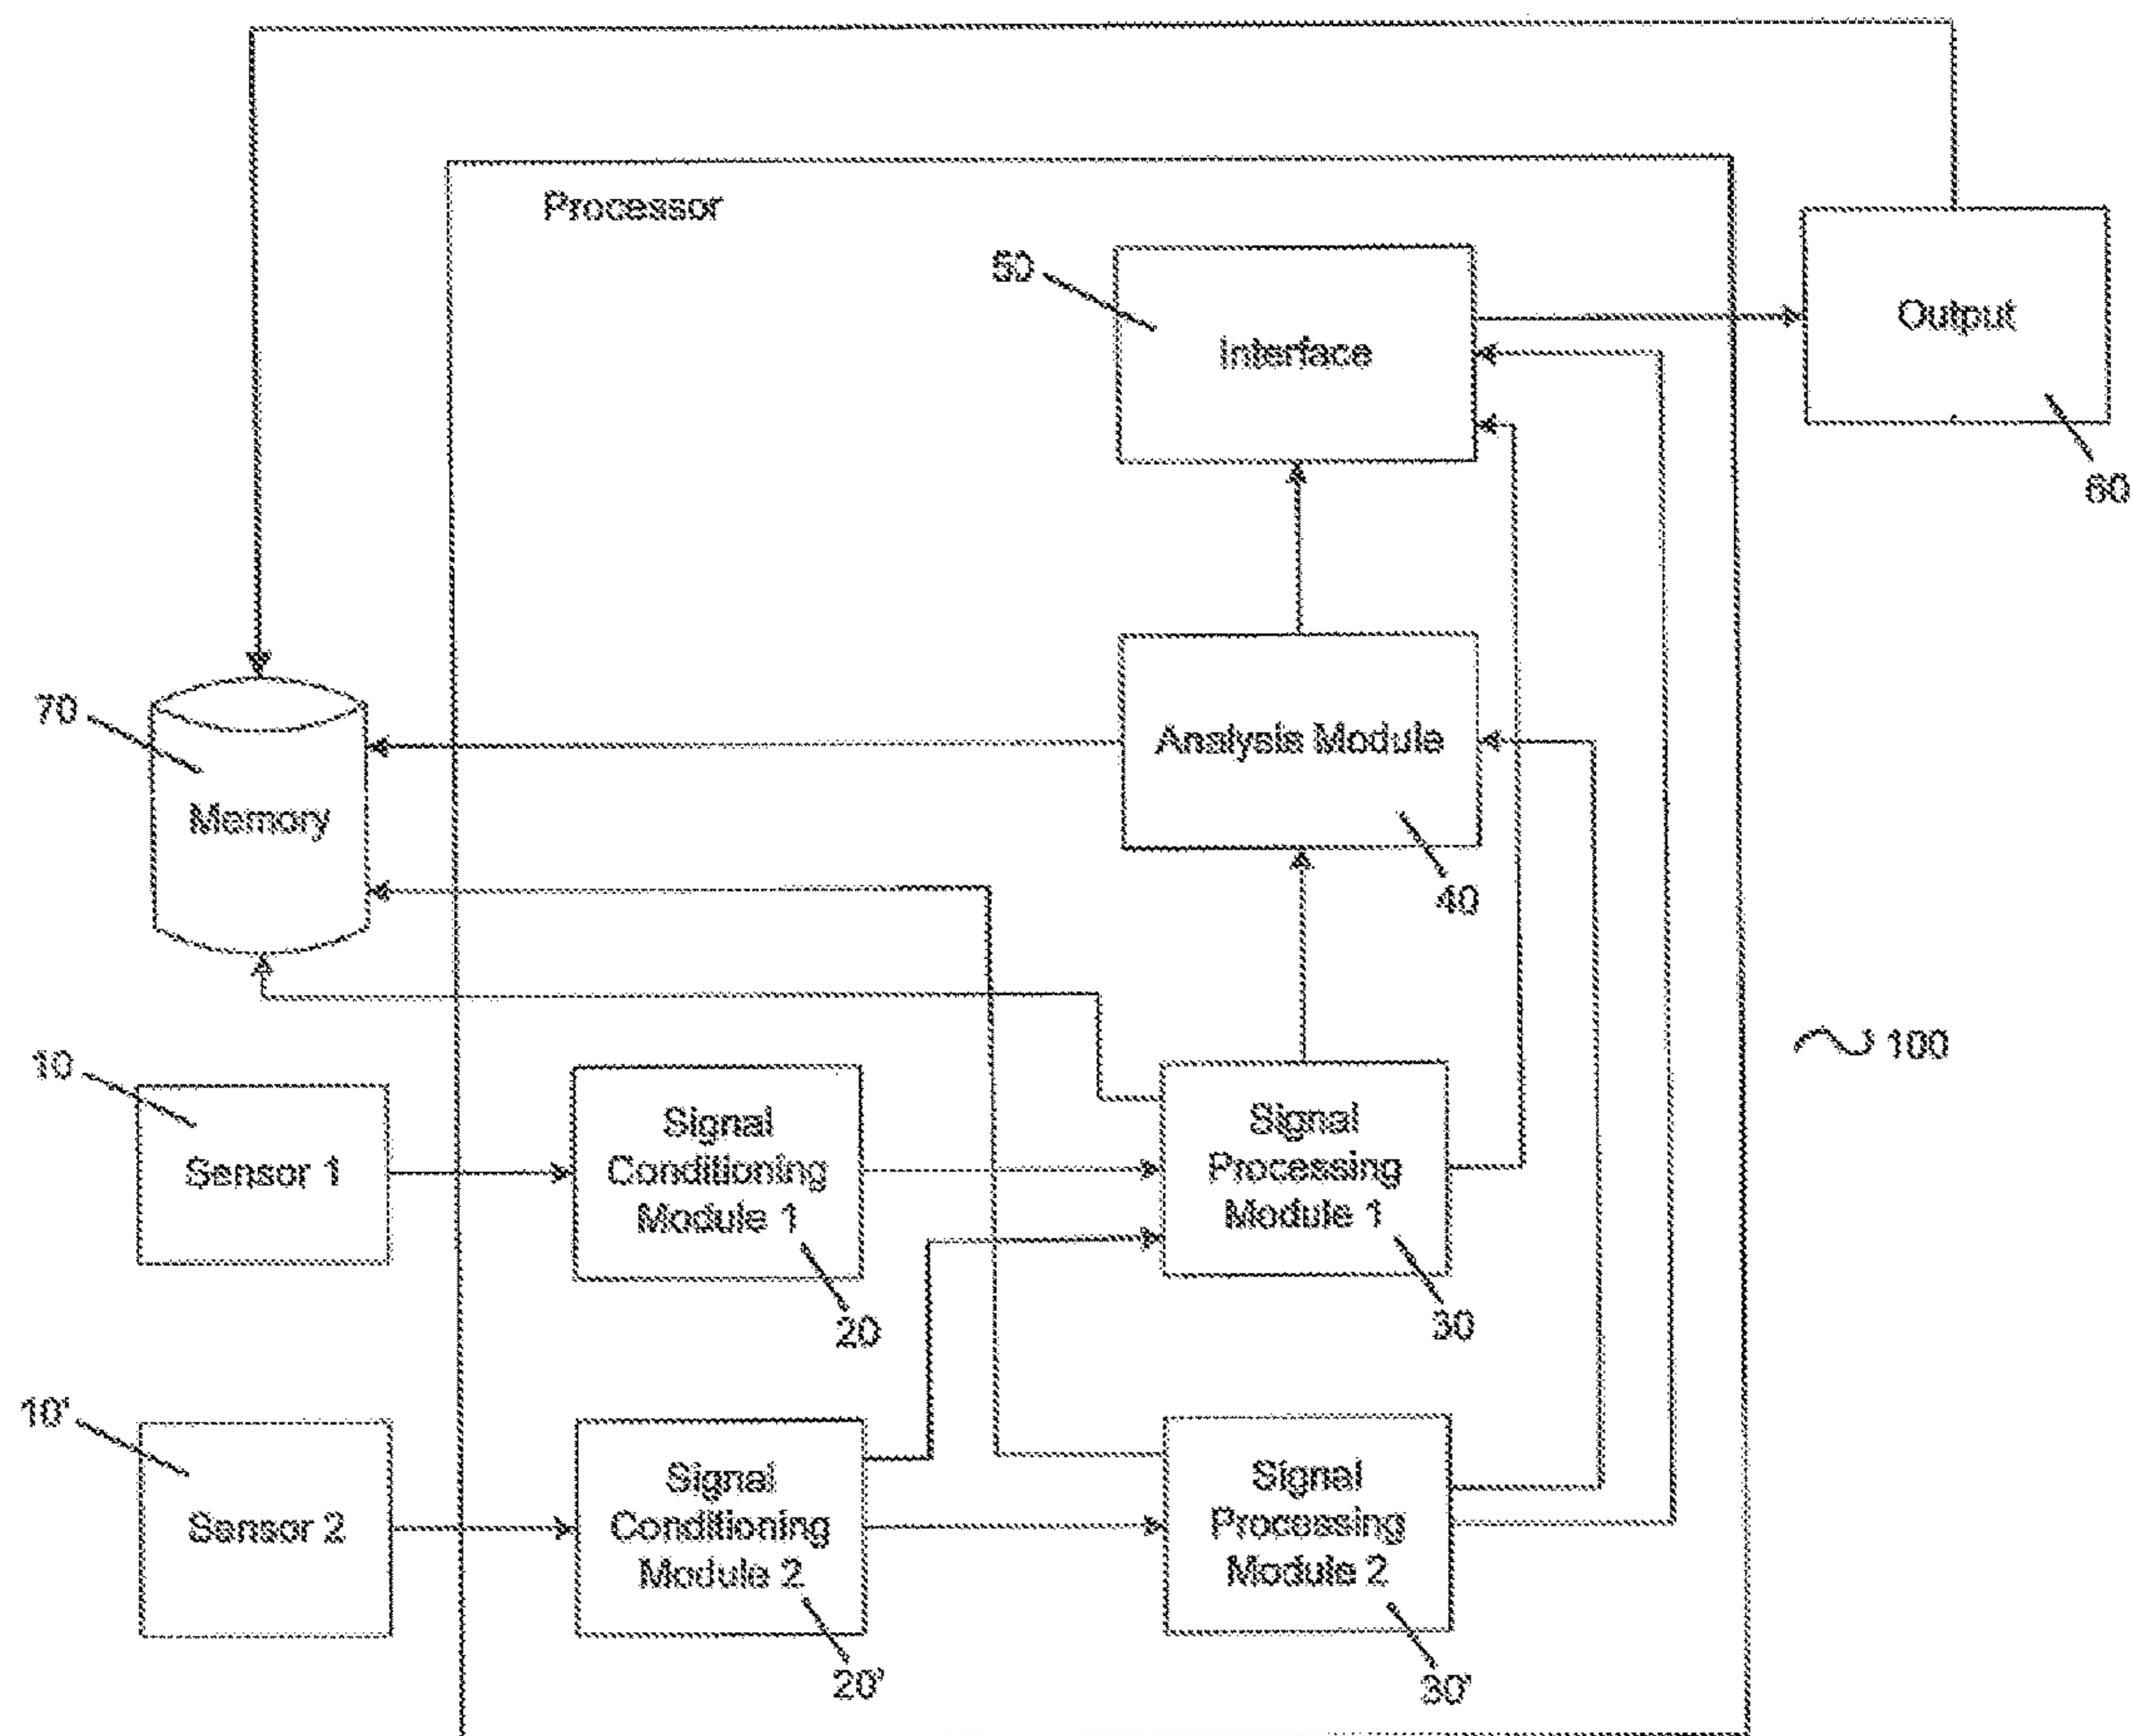 Processor
50
Interface
Output
60
70
Memory
Analysis Module
40
100
10
Sensor 1
Signal
Conditioning
Module 1
20
Signal
Processing
Module 1
30
10'
Sensor 2
Signal
Conditioning
Module 2
20'
Signal
Processing
Module 2
30'